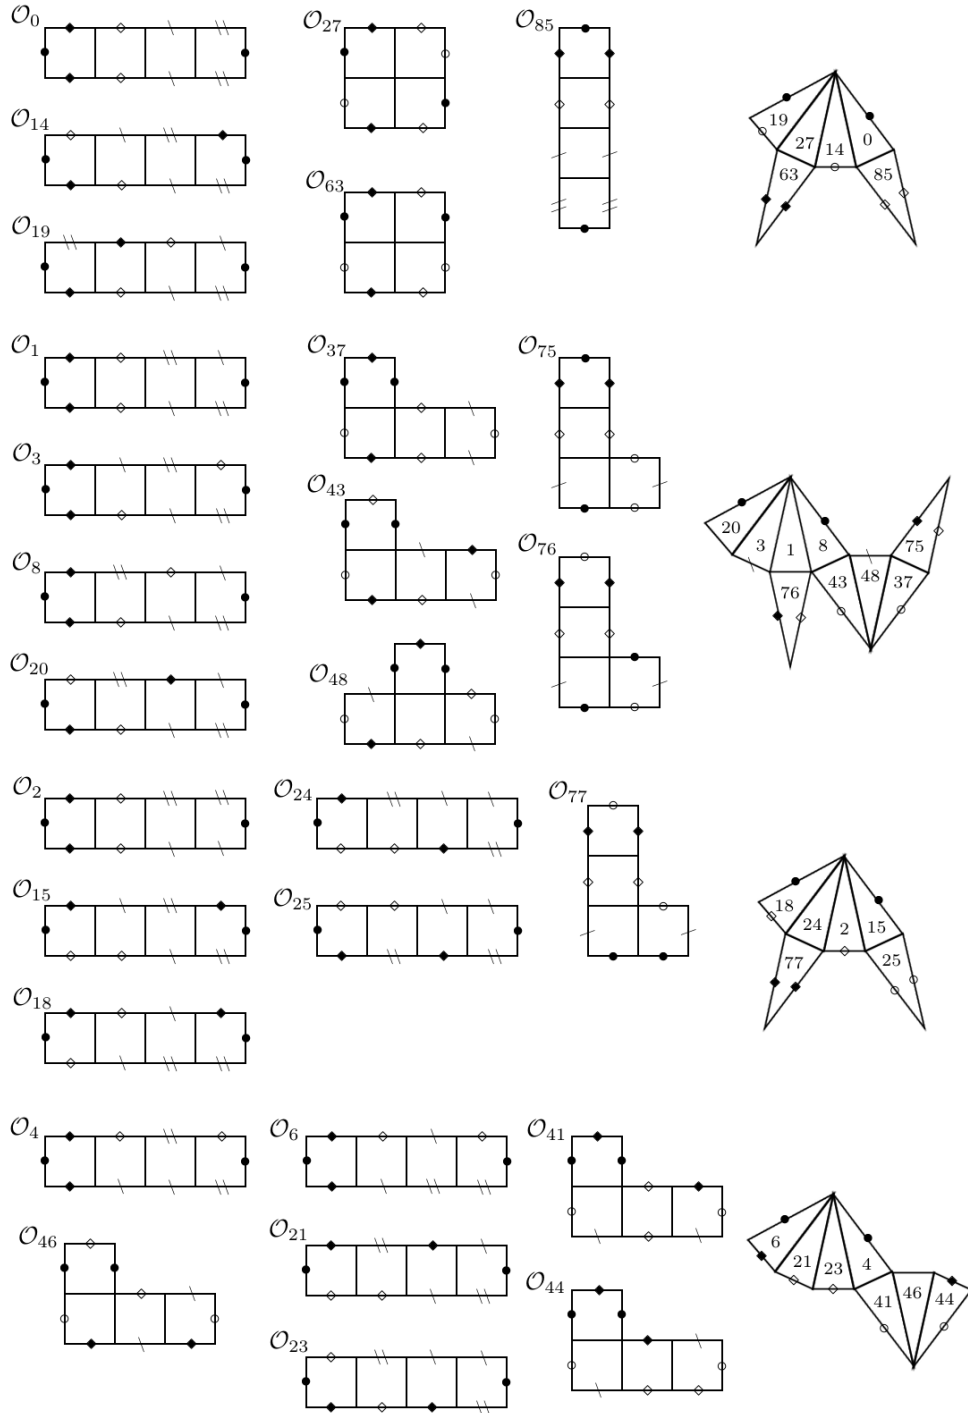 𝒪₀ 𝒪₂₇ 𝒪₈₅
19 27 14 0
63 85
𝒪₁₄
𝒪₆₃
𝒪₁₉
𝒪₁ 𝒪₃₇ 𝒪₇₅
𝒪₃ 𝒪₄₃
20 3 1 8 43 48 37 75
76
𝒪₈ 𝒪₇₆
𝒪₂₀ 𝒪₄₈
𝒪₂ 𝒪₂₄ 𝒪₇₇
18 24 2 15
77 25
𝒪₁₅ 𝒪₂₅
𝒪₁₈
𝒪₄ 𝒪₆ 𝒪₄₁
6 21 23 4 41 46 44
𝒪₄₆ 𝒪₂₁ 𝒪₄₄
𝒪₂₃